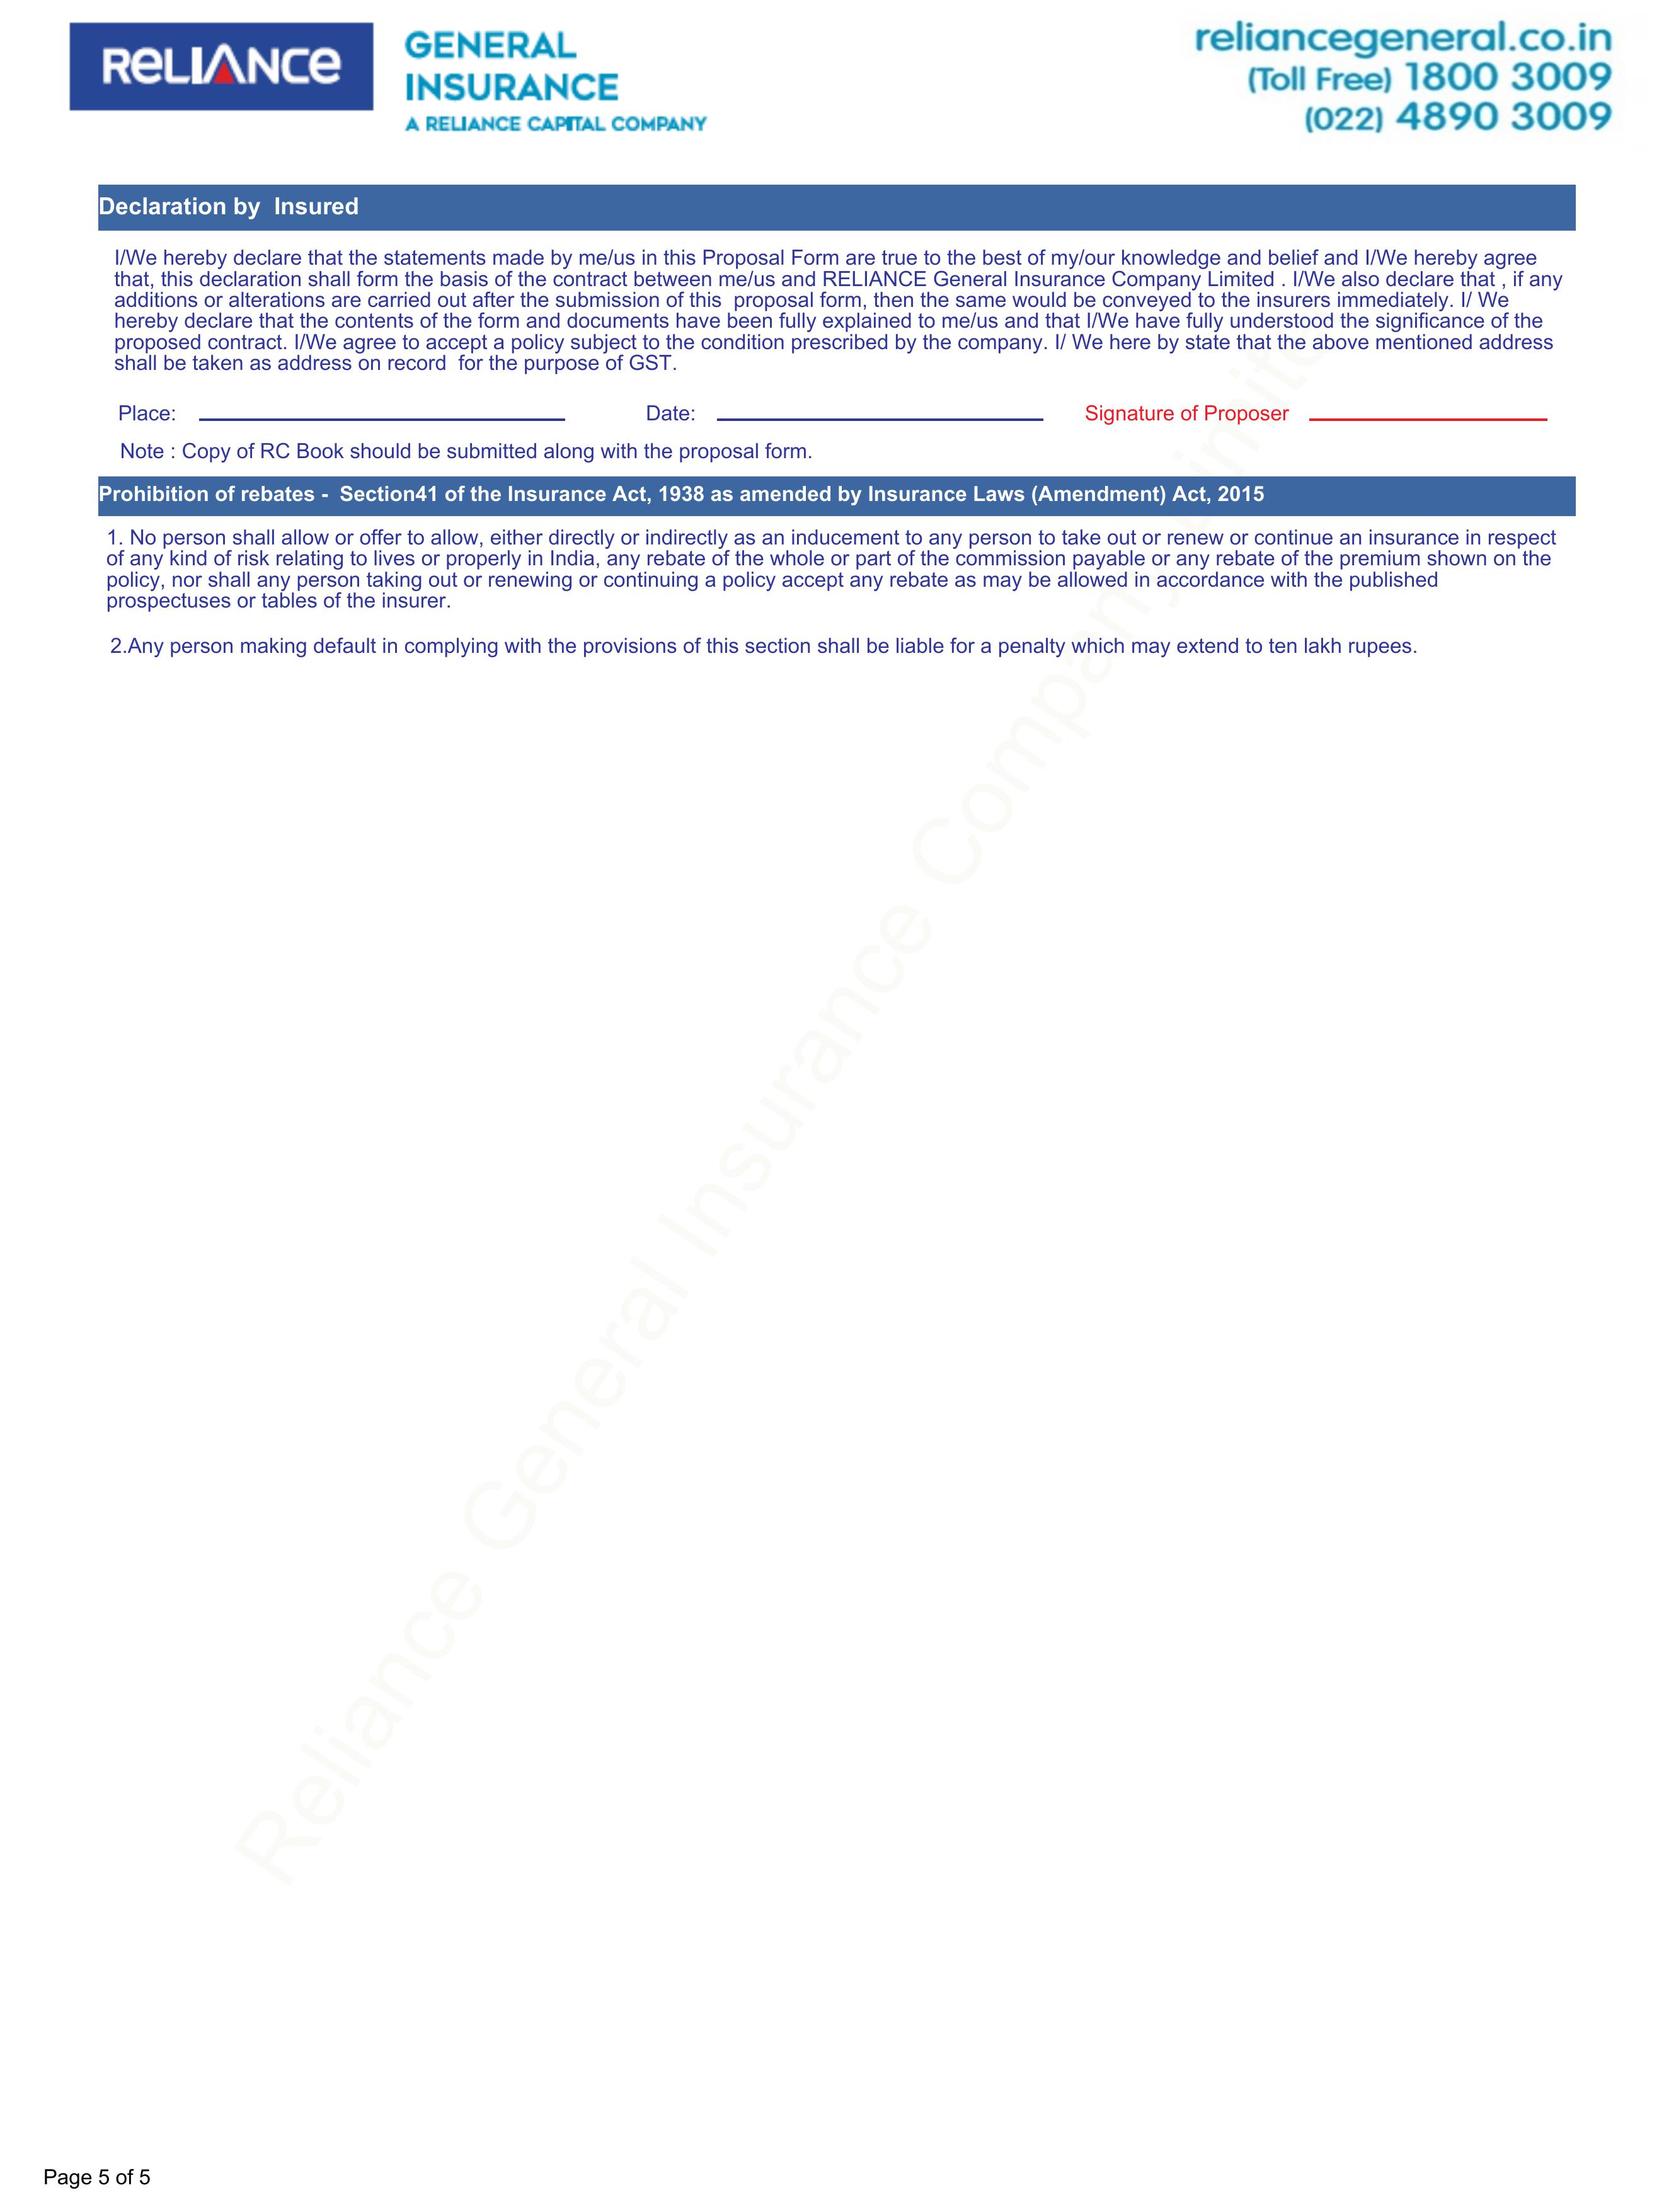 RELIANCE
GENERAL
INSURANCE
A RELIANCE CAPITAL COMPANY
reliancegeneral.co.in
(Toll Free) 1800 3009
(022) 4890 3009
Declaration by  Insured
I/We hereby declare that the statements made by me/us in this Proposal Form are true to the best of my/our knowledge and belief and I/We hereby agree
that, this declaration shall form the basis of the contract between me/us and RELIANCE General Insurance Company Limited . I/We also declare that , if any
additions or alterations are carried out after the submission of this  proposal form, then the same would be conveyed to the insurers immediately. I/ We
hereby declare that the contents of the form and documents have been fully explained to me/us and that I/We have fully understood the significance of the
proposed contract. I/We agree to accept a policy subject to the condition prescribed by the company. I/ We here by state that the above mentioned address
shall be taken as address on record  for the purpose of GST.
Place: Date: Signature of Proposer
Note : Copy of RC Book should be submitted along with the proposal form.
Prohibition of rebates -  Section41 of the Insurance Act, 1938 as amended by Insurance Laws (Amendment) Act, 2015
1. No person shall allow or offer to allow, either directly or indirectly as an inducement to any person to take out or renew or continue an insurance in respect
of any kind of risk relating to lives or properly in India, any rebate of the whole or part of the commission payable or any rebate of the premium shown on the
policy, nor shall any person taking out or renewing or continuing a policy accept any rebate as may be allowed in accordance with the published
prospectuses or tables of the insurer.
2.Any person making default in complying with the provisions of this section shall be liable for a penalty which may extend to ten lakh rupees.
Reliance General Insurance Company Limite
Page 5 of 5